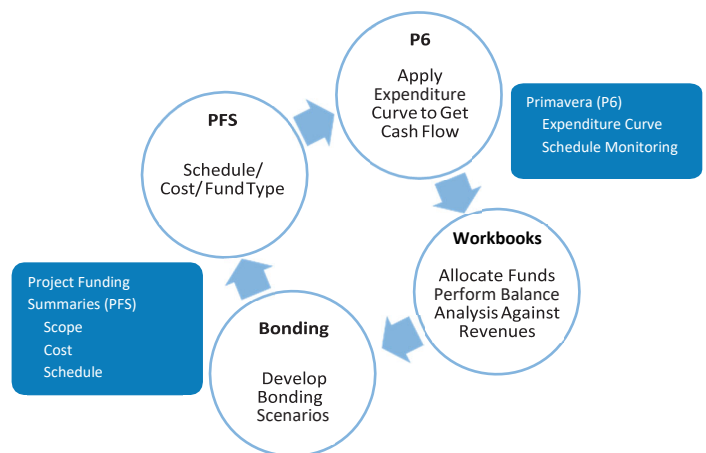 P6
Apply
Expenditure
Curve to Get
Cash Flow
Primavera (P6)
Expenditure Curve
Schedule Monitoring
PFS
Schedule/
Cost/Fund Type
Workbooks
Allocate Funds
Perform Balance
Analysis Against
Revenues
Project Funding
Summaries (PFS)
Scope
Cost
Schedule
Bonding
Develop
Bonding
Scenarios